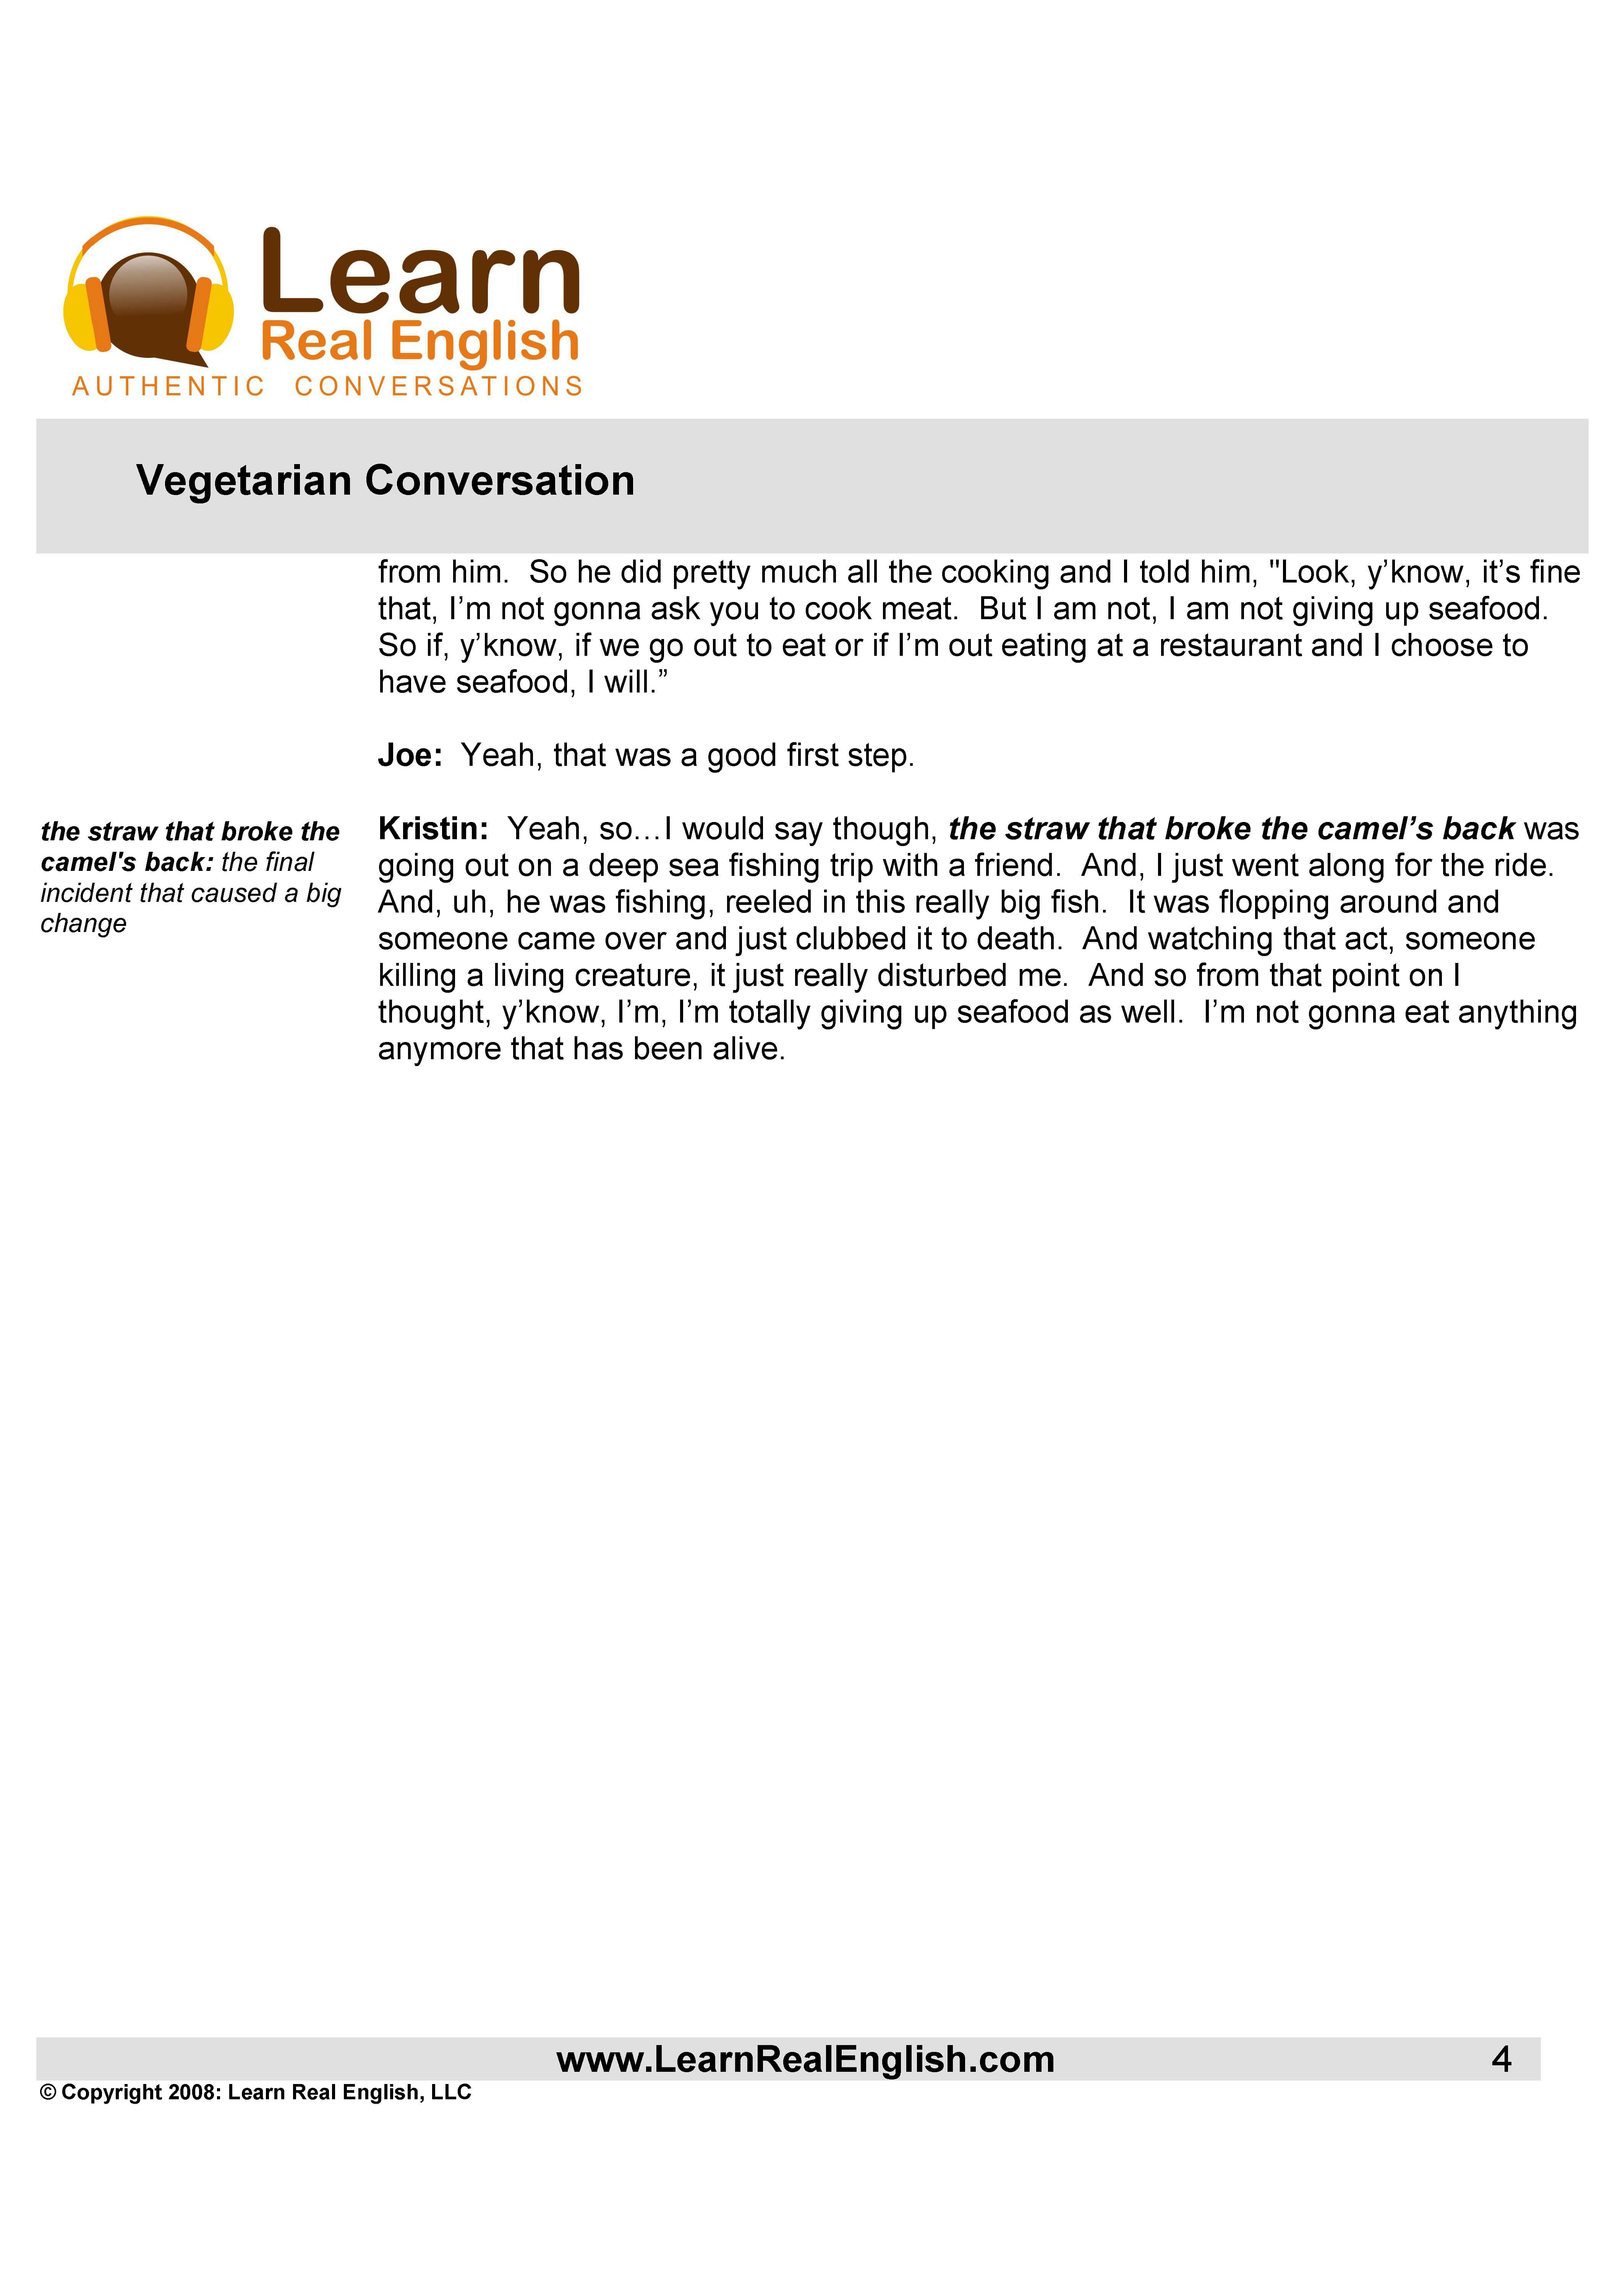 Learn
Real English
AUTHENTIC CONVERSATIONS
Vegetarian Conversation
from him.  So he did pretty much all the cooking and I told him, "Look, y’know, it’s fine
that, I’m not gonna ask you to cook meat.  But I am not, I am not giving up seafood.
So if, y’know, if we go out to eat or if I’m out eating at a restaurant and I choose to
have seafood, I will.”
Joe:  Yeah, that was a good first step.
the straw that broke the
camel's back: the final
incident that caused a big
change
Kristin:  Yeah, so…I would say though, the straw that broke the camel’s back was
going out on a deep sea fishing trip with a friend.  And, I just went along for the ride.
And, uh, he was fishing, reeled in this really big fish.  It was flopping around and
someone came over and just clubbed it to death.  And watching that act, someone
killing a living creature, it just really disturbed me.  And so from that point on I
thought, y’know, I’m, I’m totally giving up seafood as well.  I’m not gonna eat anything
anymore that has been alive.
www.LearnRealEnglish.com
4
© Copyright 2008: Learn Real English, LLC